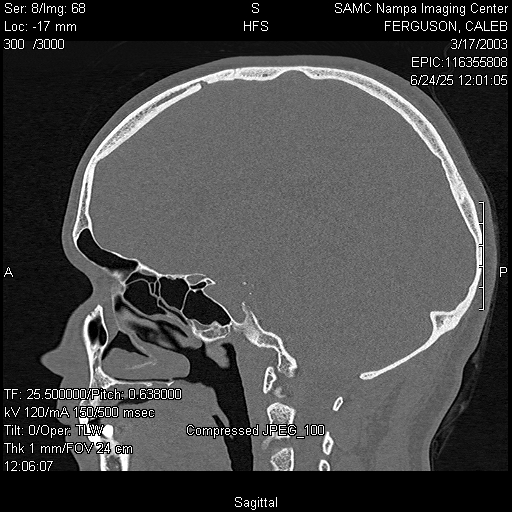 Ser: 8/Img: 68
Loc: -17 mm
300 /3000
S
HFS
SAMC Nampa Imaging Center
FERGUSON, CALEB
3/17/2003
EPIC:116355808
6/24/25 12:01:05
A
P
TF: 25.500000/Pitch: 0.638000
kV 120/mA 150/500 msec
Tilt: 0/Oper: TLW
Compressed JPEG_100
Thk 1 mm/FOV 24 cm
12:06:07
Sagittal